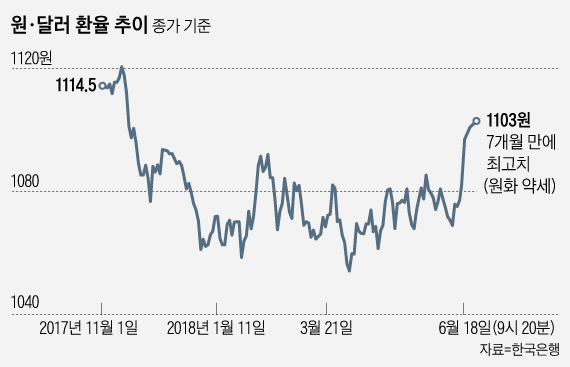 원·달러 환율 추이 종가 기준
1120원
1114.5
1103원
7개월 만에
최고치
(원화 약세)
1080
1040
2017년 11월 1일
2018년 1월 11일
3월 21일
6월 18일(9시 20분)
자료=한국은행